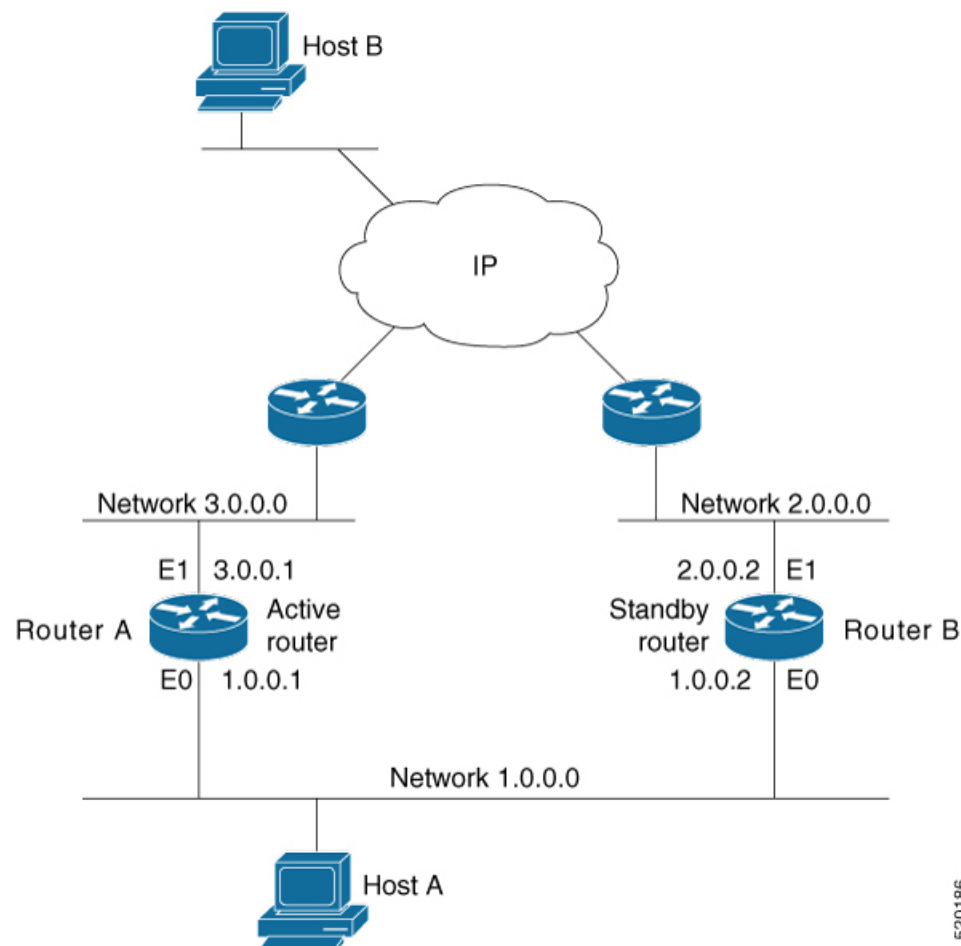 Host B
IP
Network 3.0.0.0
Network 2.0.0.0
E1 3.0.0.1
2.0.0.2 E1
Router A
Active
router
Standby
router
Router B
E0 1.0.0.1
1.0.0.2 E0
Network 1.0.0.0
Host A
520186